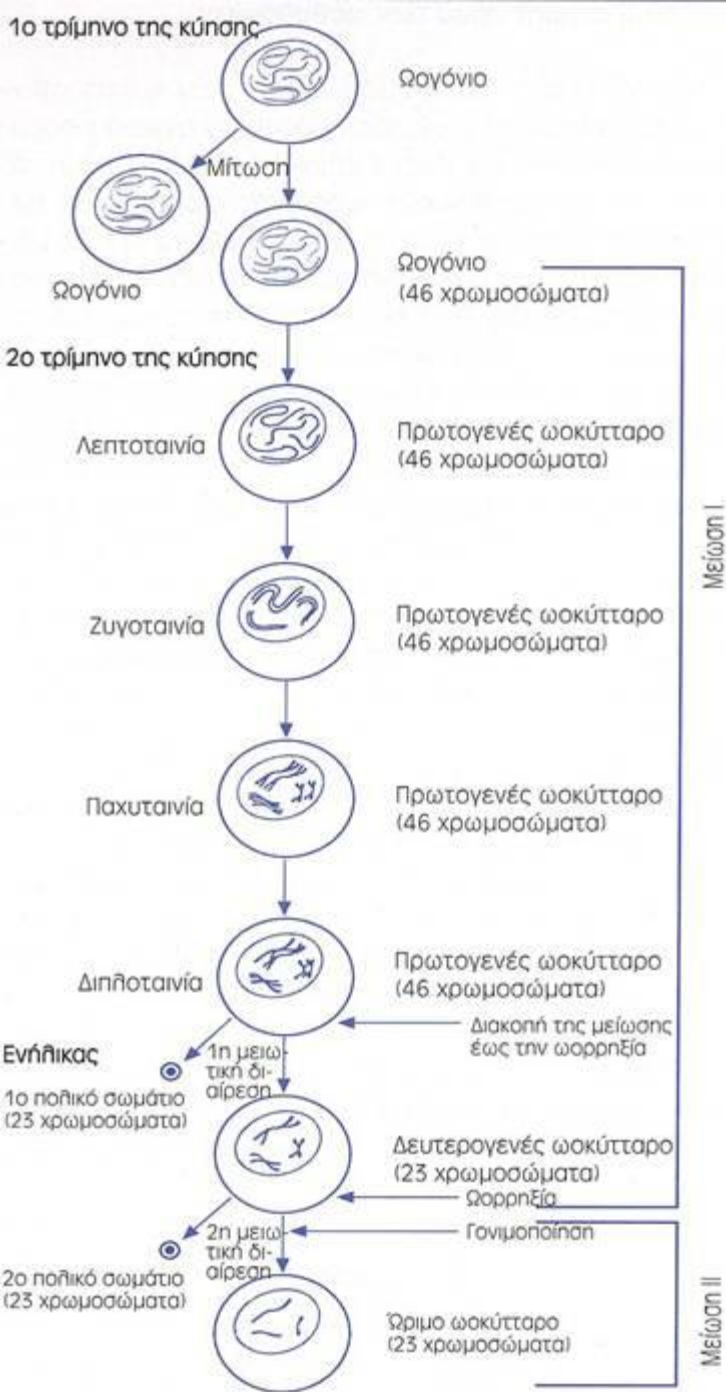 1ο τρίμηνο της κύησης
Ωογόνιο
Μίτωση
Ωογόνιο
Ωογόνιο
(46 χρωμοσώματα)
2ο τρίμηνο της κύησης
Λεπτοταινία
Πρωτογενές ωοκύτταρο
(46 χρωμοσώματα)
Μείωση Ι
Ζυγοταινία
Πρωτογενές ωοκύτταρο
(46 χρωμοσώματα)
Παχυταινία
Πρωτογενές ωοκύτταρο
(46 χρωμοσώματα)
Διπλοταινία
Πρωτογενές ωοκύτταρο
(46 χρωμοσώματα)
Διακοπή της μείωσης
έως την ωορρηξία
Ενήλικας
1η μειω-
τική δι-
αίρεση
1ο πολικό σωμάτιο
(23 χρωμοσώματα)
Δευτερογενές ωοκύτταρο
(23 χρωμοσώματα)
Ωορρηξία
2η μειω-
τική δι-
αίρεση
Γονιμοποίηση
2ο πολικό σωμάτιο
(23 χρωμοσώματα)
Ώριμο ωοκύτταρο
(23 χρωμοσώματα)
Μείωση ΙΙ